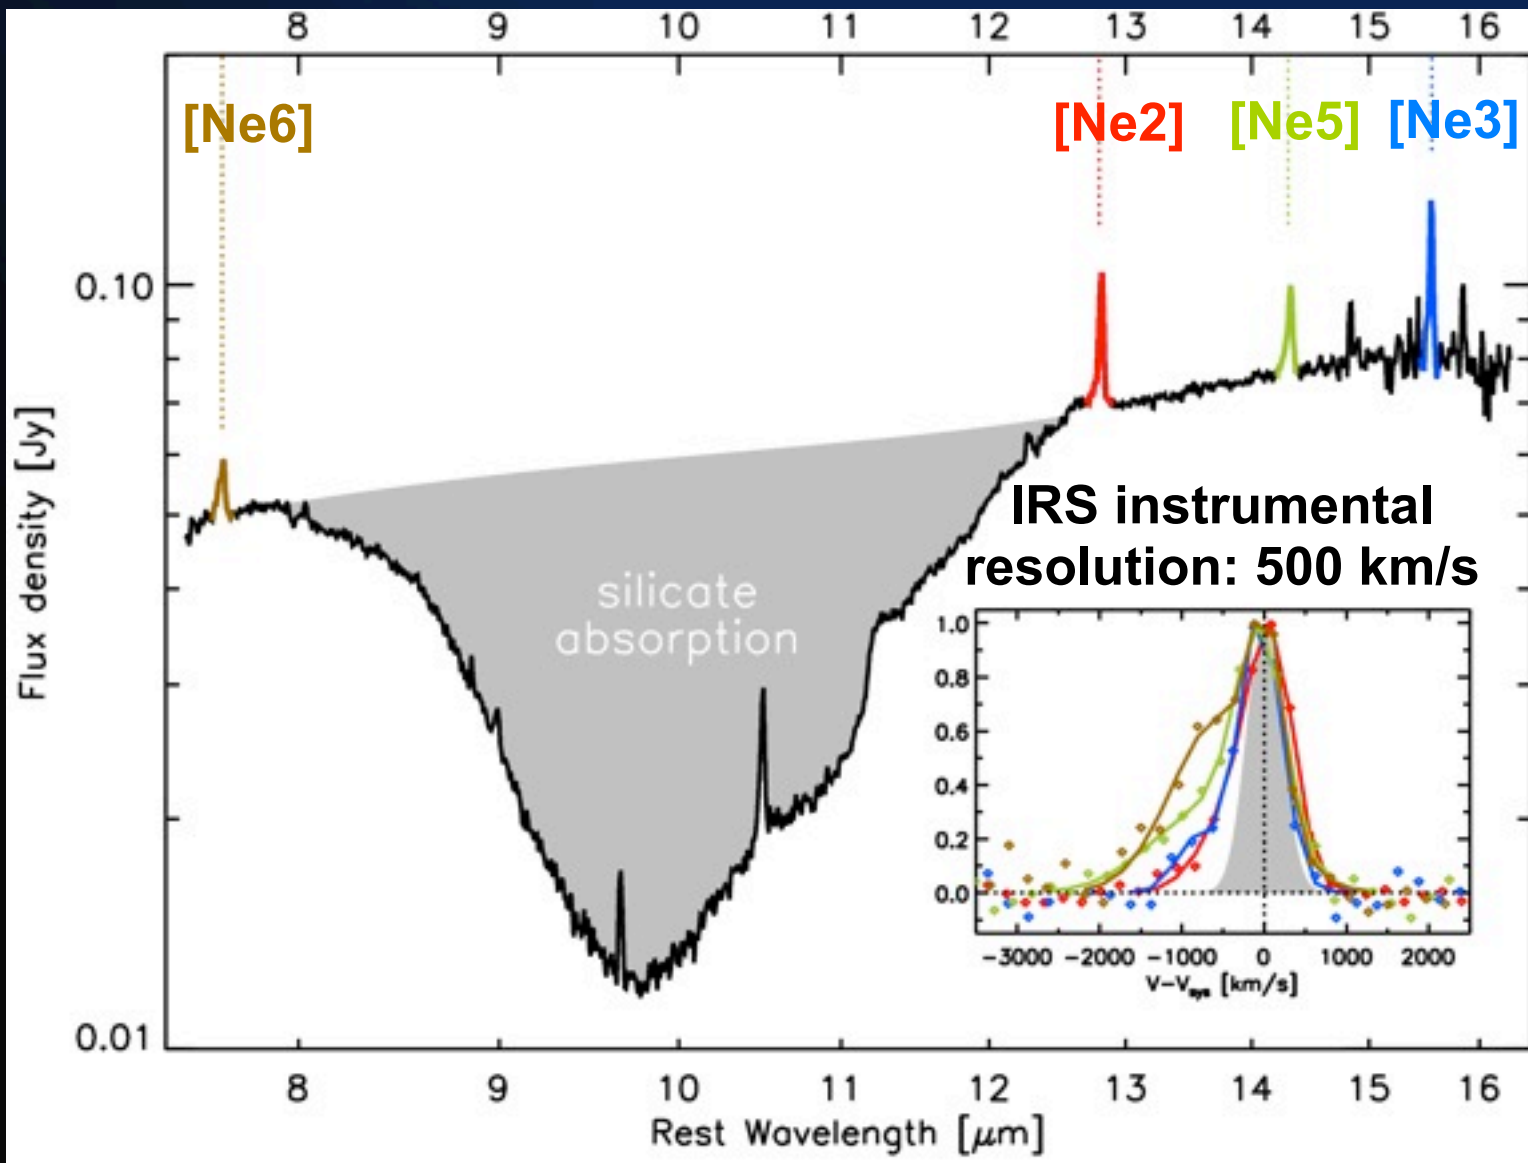 8 9 10 11 12 13 14 15 16
[Ne6] [Ne2] [Ne5] [Ne3]
0.10
Flux density [Jy]
silicate
absorption
IRS instrumental
resolution: 500 km/s
1.0
0.8
0.6
0.4
0.2
0.0
-3000 -2000 -1000 0 1000 2000
V-Vsys [km/s]
0.01
8 9 10 11 12 13 14 15 16
Rest Wavelength [μm]